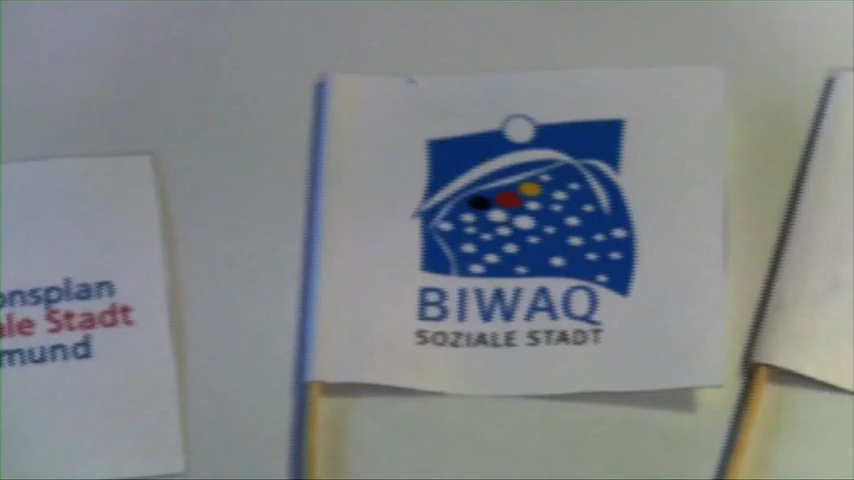 onsplan
ale Stadt
mund
BIWAQ
SOZIALE STADT